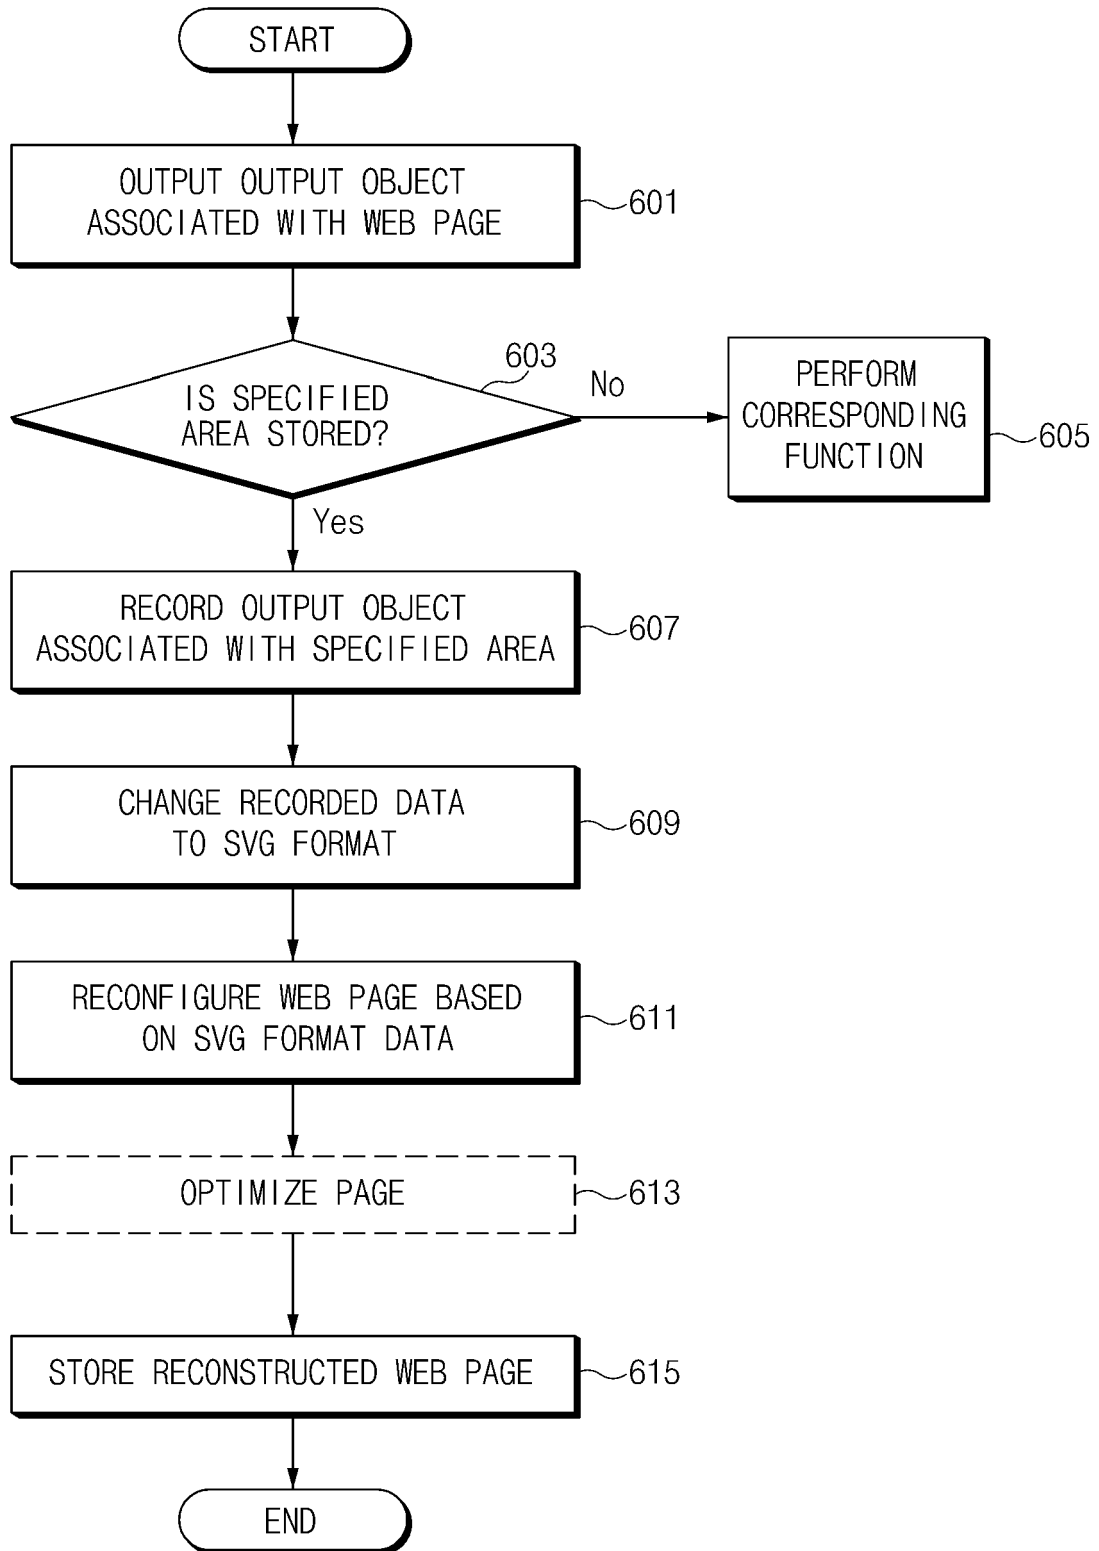 START
OUTPUT OUTPUT OBJECT
ASSOCIATED WITH WEB PAGE
601
IS SPECIFIED
AREA STORED?
603
No
PERFORM
CORRESPONDING
FUNCTION
605
Yes
RECORD OUTPUT OBJECT
ASSOCIATED WITH SPECIFIED AREA
607
CHANGE RECORDED DATA
TO SVG FORMAT
609
RECONFIGURE WEB PAGE BASED
ON SVG FORMAT DATA
611
OPTIMIZE PAGE
613
STORE RECONSTRUCTED WEB PAGE
615
END